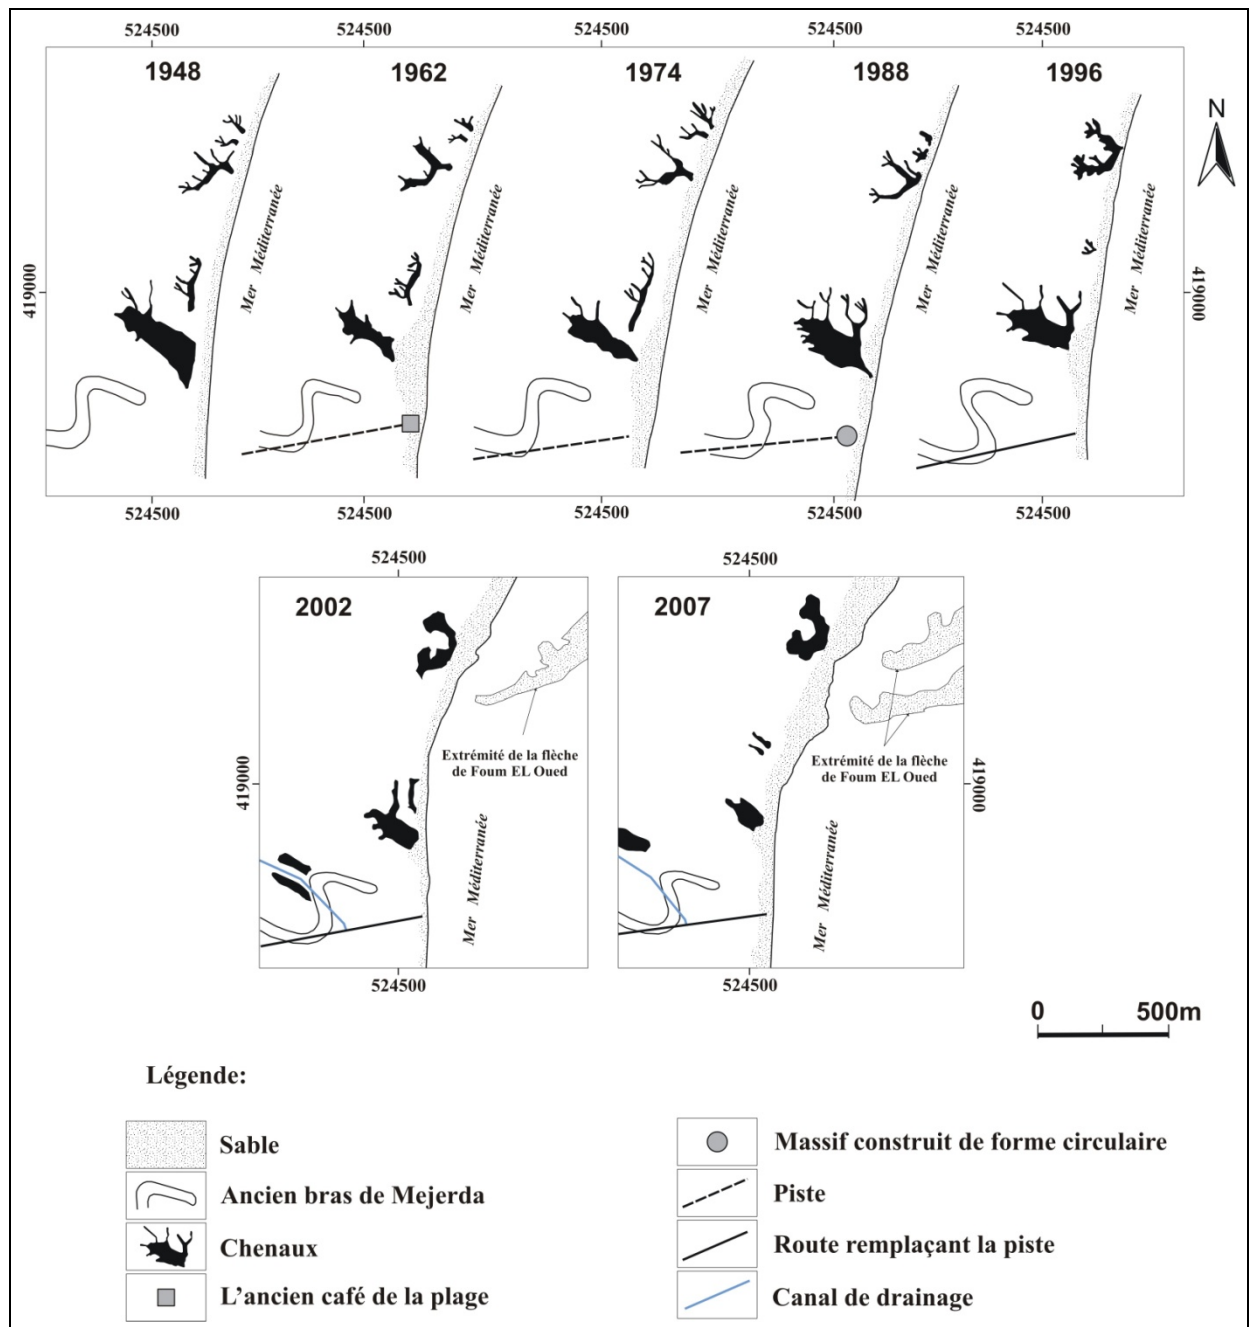 524500 524500 524500 524500 524500
1948 1962 1974 1988 1996
N
Mer Méditerranée
Mer Méditerranée
Mer Méditerranée
Mer Méditerranée
Mer Méditerranée
419000
419000
524500 524500 524500 524500 524500
524500
524500
2002
2007
Extrémité de la flèche
de Foum EL Oued
Extrémité de la flèche
de Foum EL Oued
419000
419000
Mer Méditerranée
Mer Méditerranée
524500
524500
0 500m
Légende:
Sable
Ancien bras de Mejerda
Chenaux
L'ancien café de la plage
Massif construit de forme circulaire
Piste
Route remplaçant la piste
Canal de drainage